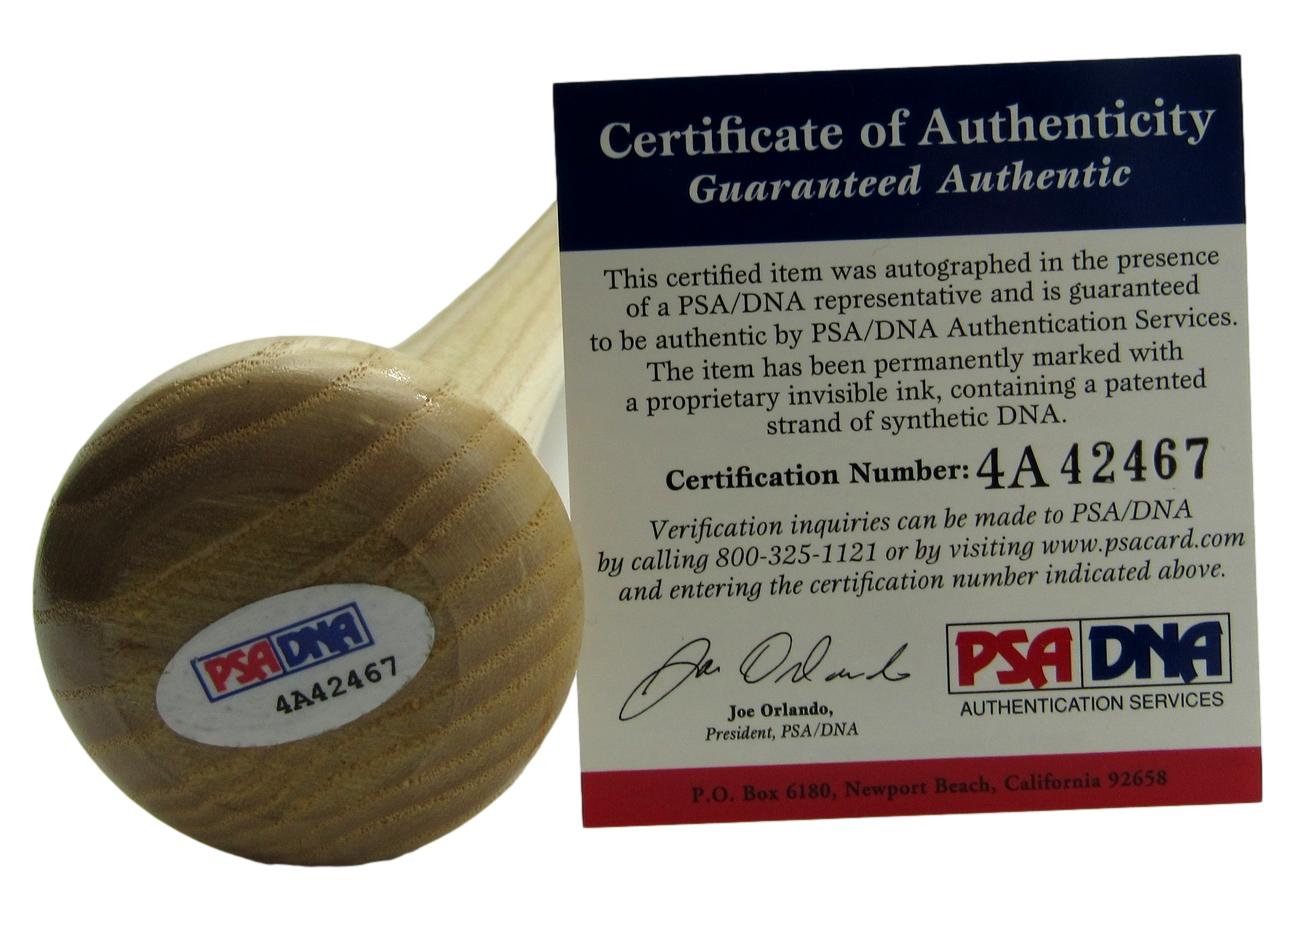 Certificate of Authenticity
Guaranteed Authentic
This certified item was autographed in the presence
of a PSA/DNA representative and is guaranteed
to be authentic by PSA/DNA Authentication Services.
The item has been permanently marked with
a proprietary invisible ink, containing a patented
strand of synthetic DNA.
Certification Number: 4A42467
Verification inquiries can be made to PSA/DNA
by calling 800-325-1121 or by visiting www.psacard.com
and entering the certification number indicated above.
Joe Orlando
Joe Orlando,
President, PSA/DNA
PSA DNA
AUTHENTICATION SERVICES
P.O. Box 6180, Newport Beach, California 92658
PSA DNA
4A42467